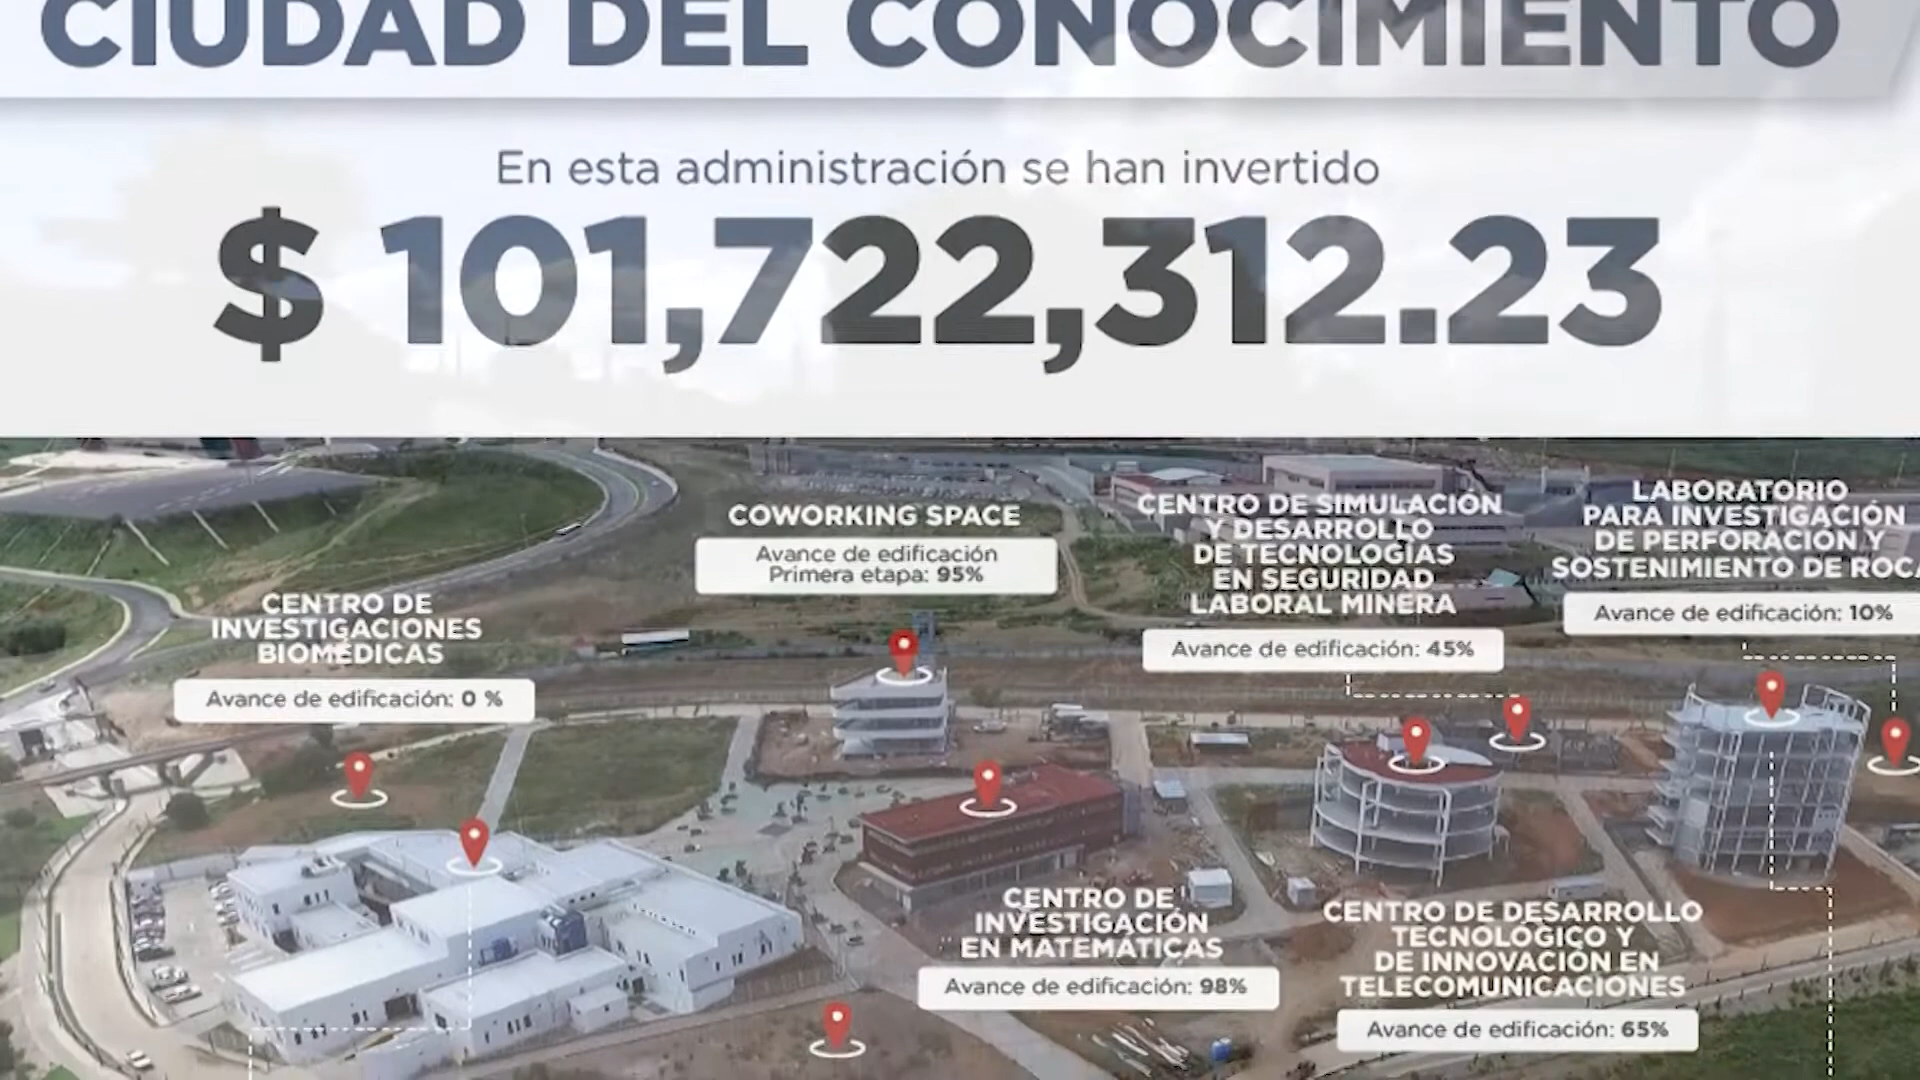 CIUDAD DEL CONOCIMIENTO
En esta administración se han invertido
$ 101,722,312.23
COWORKING SPACE
Avance de edificación
Primera etapa: 95%
CENTRO DE SIMULACIÓN
Y DESARROLLO
DE TECNOLOGÍAS
EN SEGURIDAD
LABORAL MINERA
Avance de edificación: 45%
LABORATORIO
PARA INVESTIGACIÓN
DE PERFORACIÓN Y
SOSTENIMIENTO DE ROCA
Avance de edificación: 10%
CENTRO DE
INVESTIGACIONES
BIOMÉDICAS
Avance de edificación: 0 %
CENTRO DE
INVESTIGACIÓN
EN MATEMÁTICAS
Avance de edificación: 98%
CENTRO DE DESARROLLO
TECNOLÓGICO Y
DE INNOVACIÓN EN
TELECOMUNICACIONES
Avance de edificación: 65%